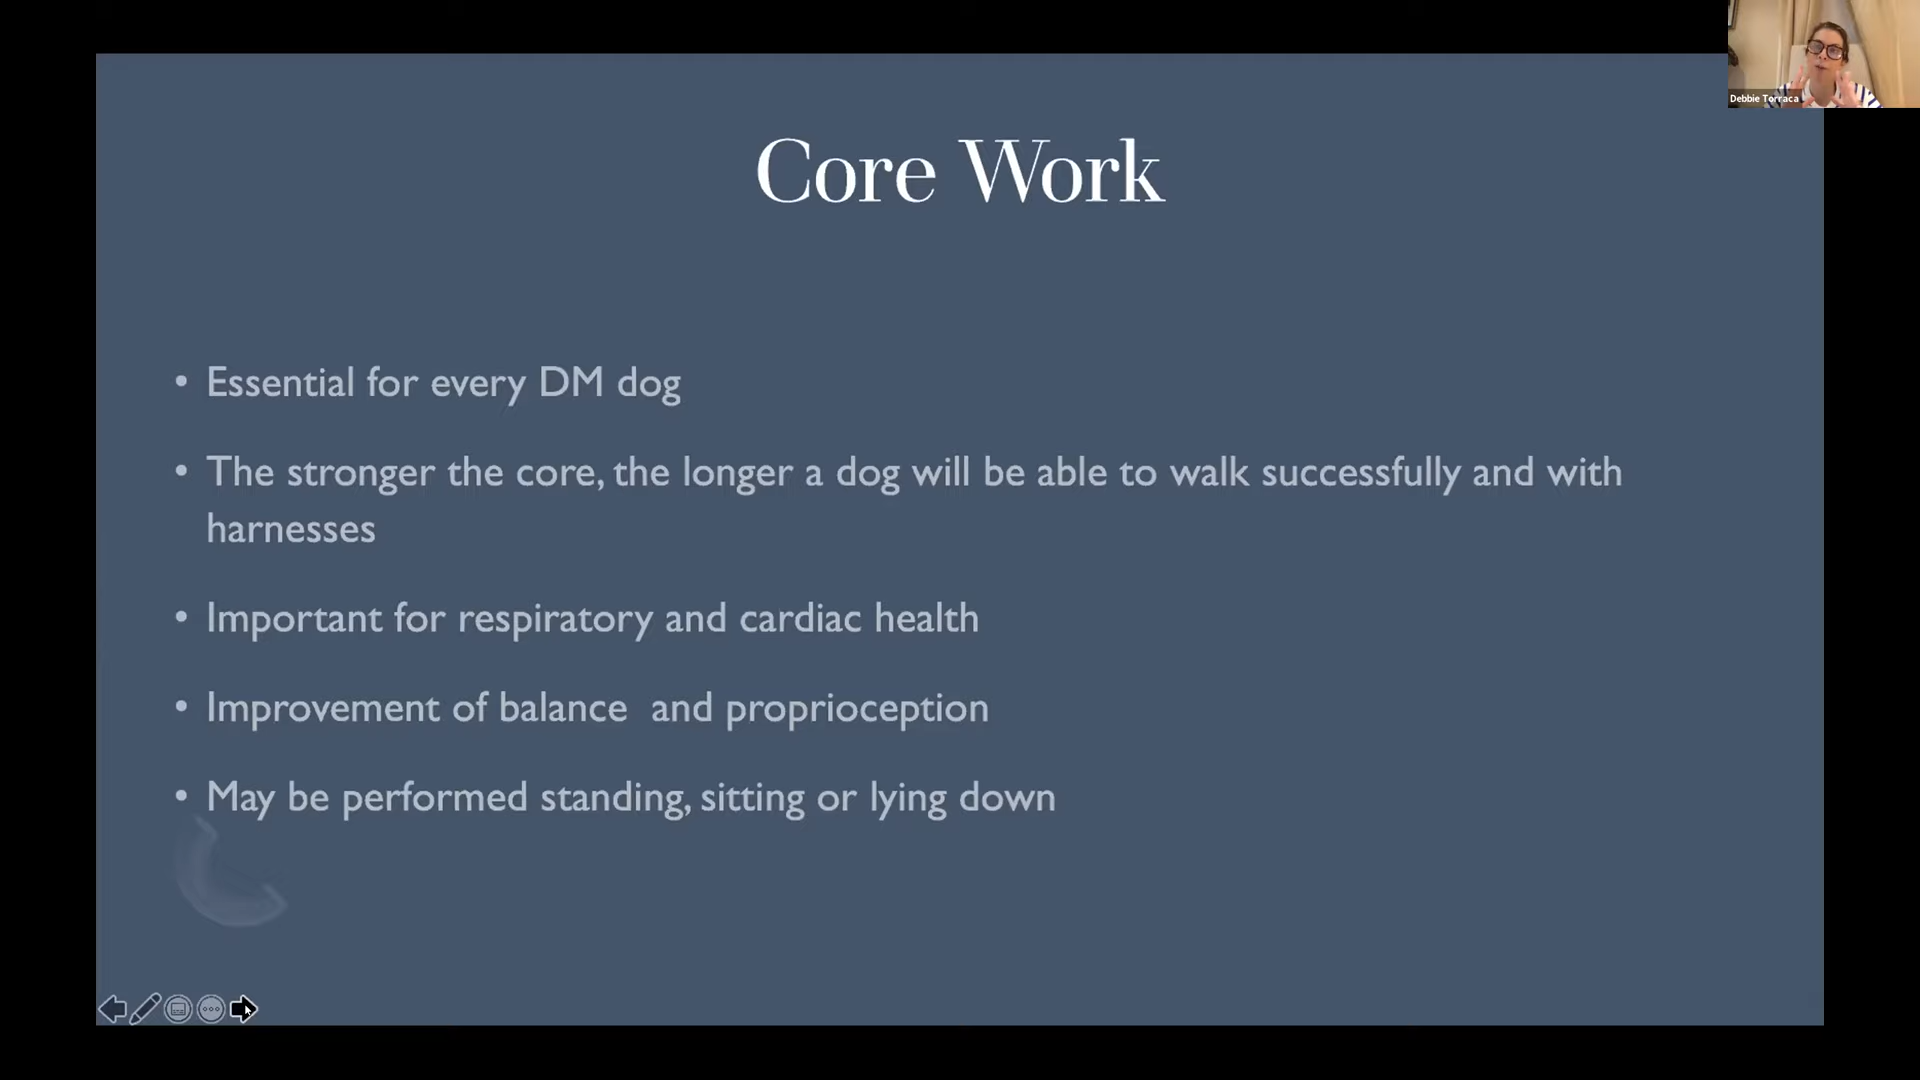 Debbie Torraca
Core Work
• Essential for every DM dog
• The stronger the core, the longer a dog will be able to walk successfully and with
harnesses
• Important for respiratory and cardiac health
• Improvement of balance  and proprioception
• May be performed standing, sitting or lying down